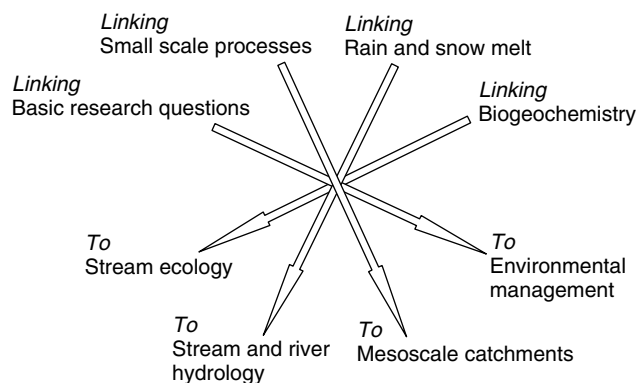 Linking
Small scale processes
Linking
Rain and snow melt
Linking
Basic research questions
Linking
Biogeochemistry
To
Stream ecology
To
Environmental
management
To
Stream and river
hydrology
To
Mesoscale catchments